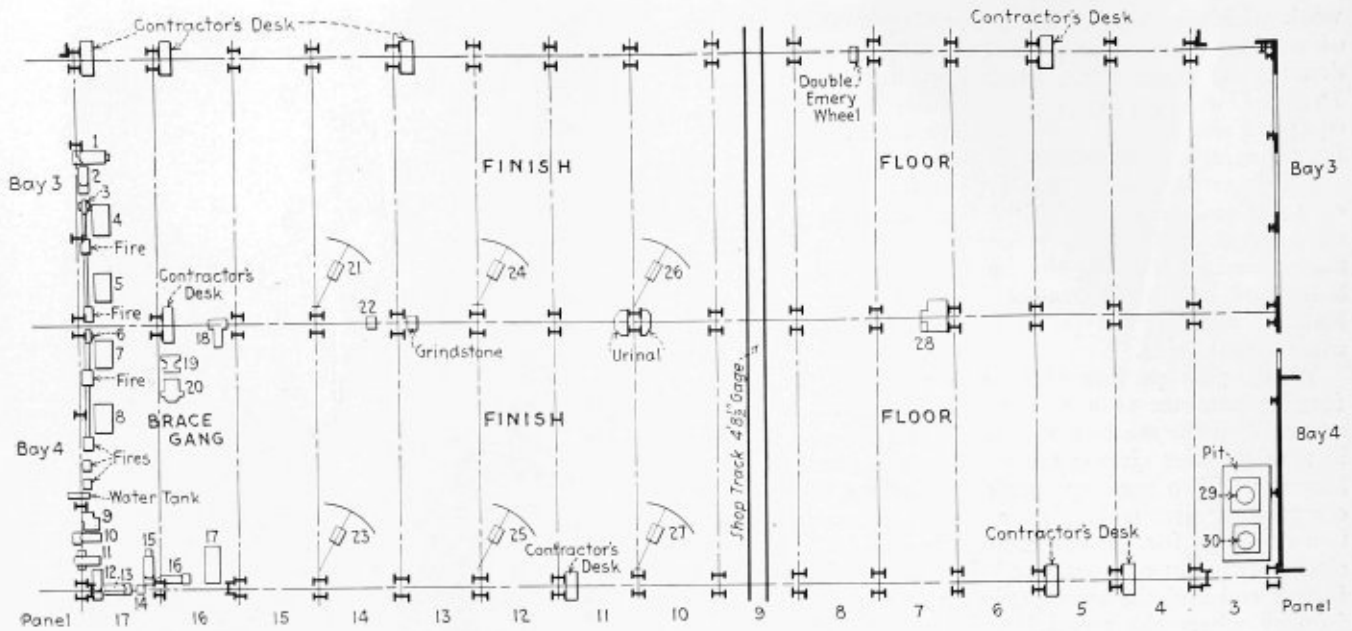 Contractor's Desk
Contractor's Desk
Double Emery Wheel
1
2
3
4
Bay 3
FINISH
FLOOR
Bay 3
Fire
5
Contractor's Desk
21
24
26
Fire
6
7
18
22
Grindstone
Urinal
28
19
Fire
20
8
BRACE GANG
FINISH
FLOOR
Bay 4
Bay 4
Fires
Water Tank
Shop Track 4'8½" Gage
Pit
29
30
9
10
11
12
13
14
15
16
17
23
25
27
Contractor's Desk
Contractor's Desk
Panel 17 16 15 14 13 12 11 10 9 8 7 6 5 4 3 Panel